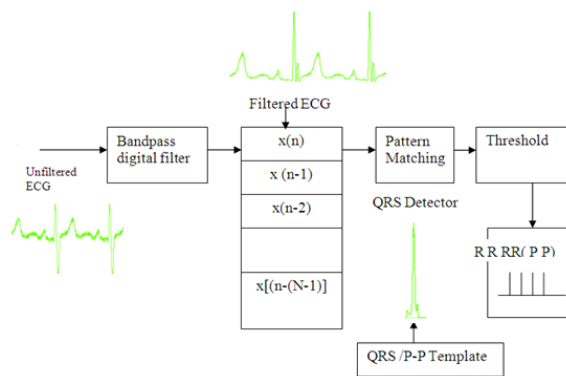 Filtered ECG
Unfiltered
ECG
Bandpass
digital filter
x(n)
x (n-1)
x(n-2)
x[(n-(N-1)]
Pattern
Matching
Threshold
QRS Detector
R R RR( P P)
QRS /P-P Template